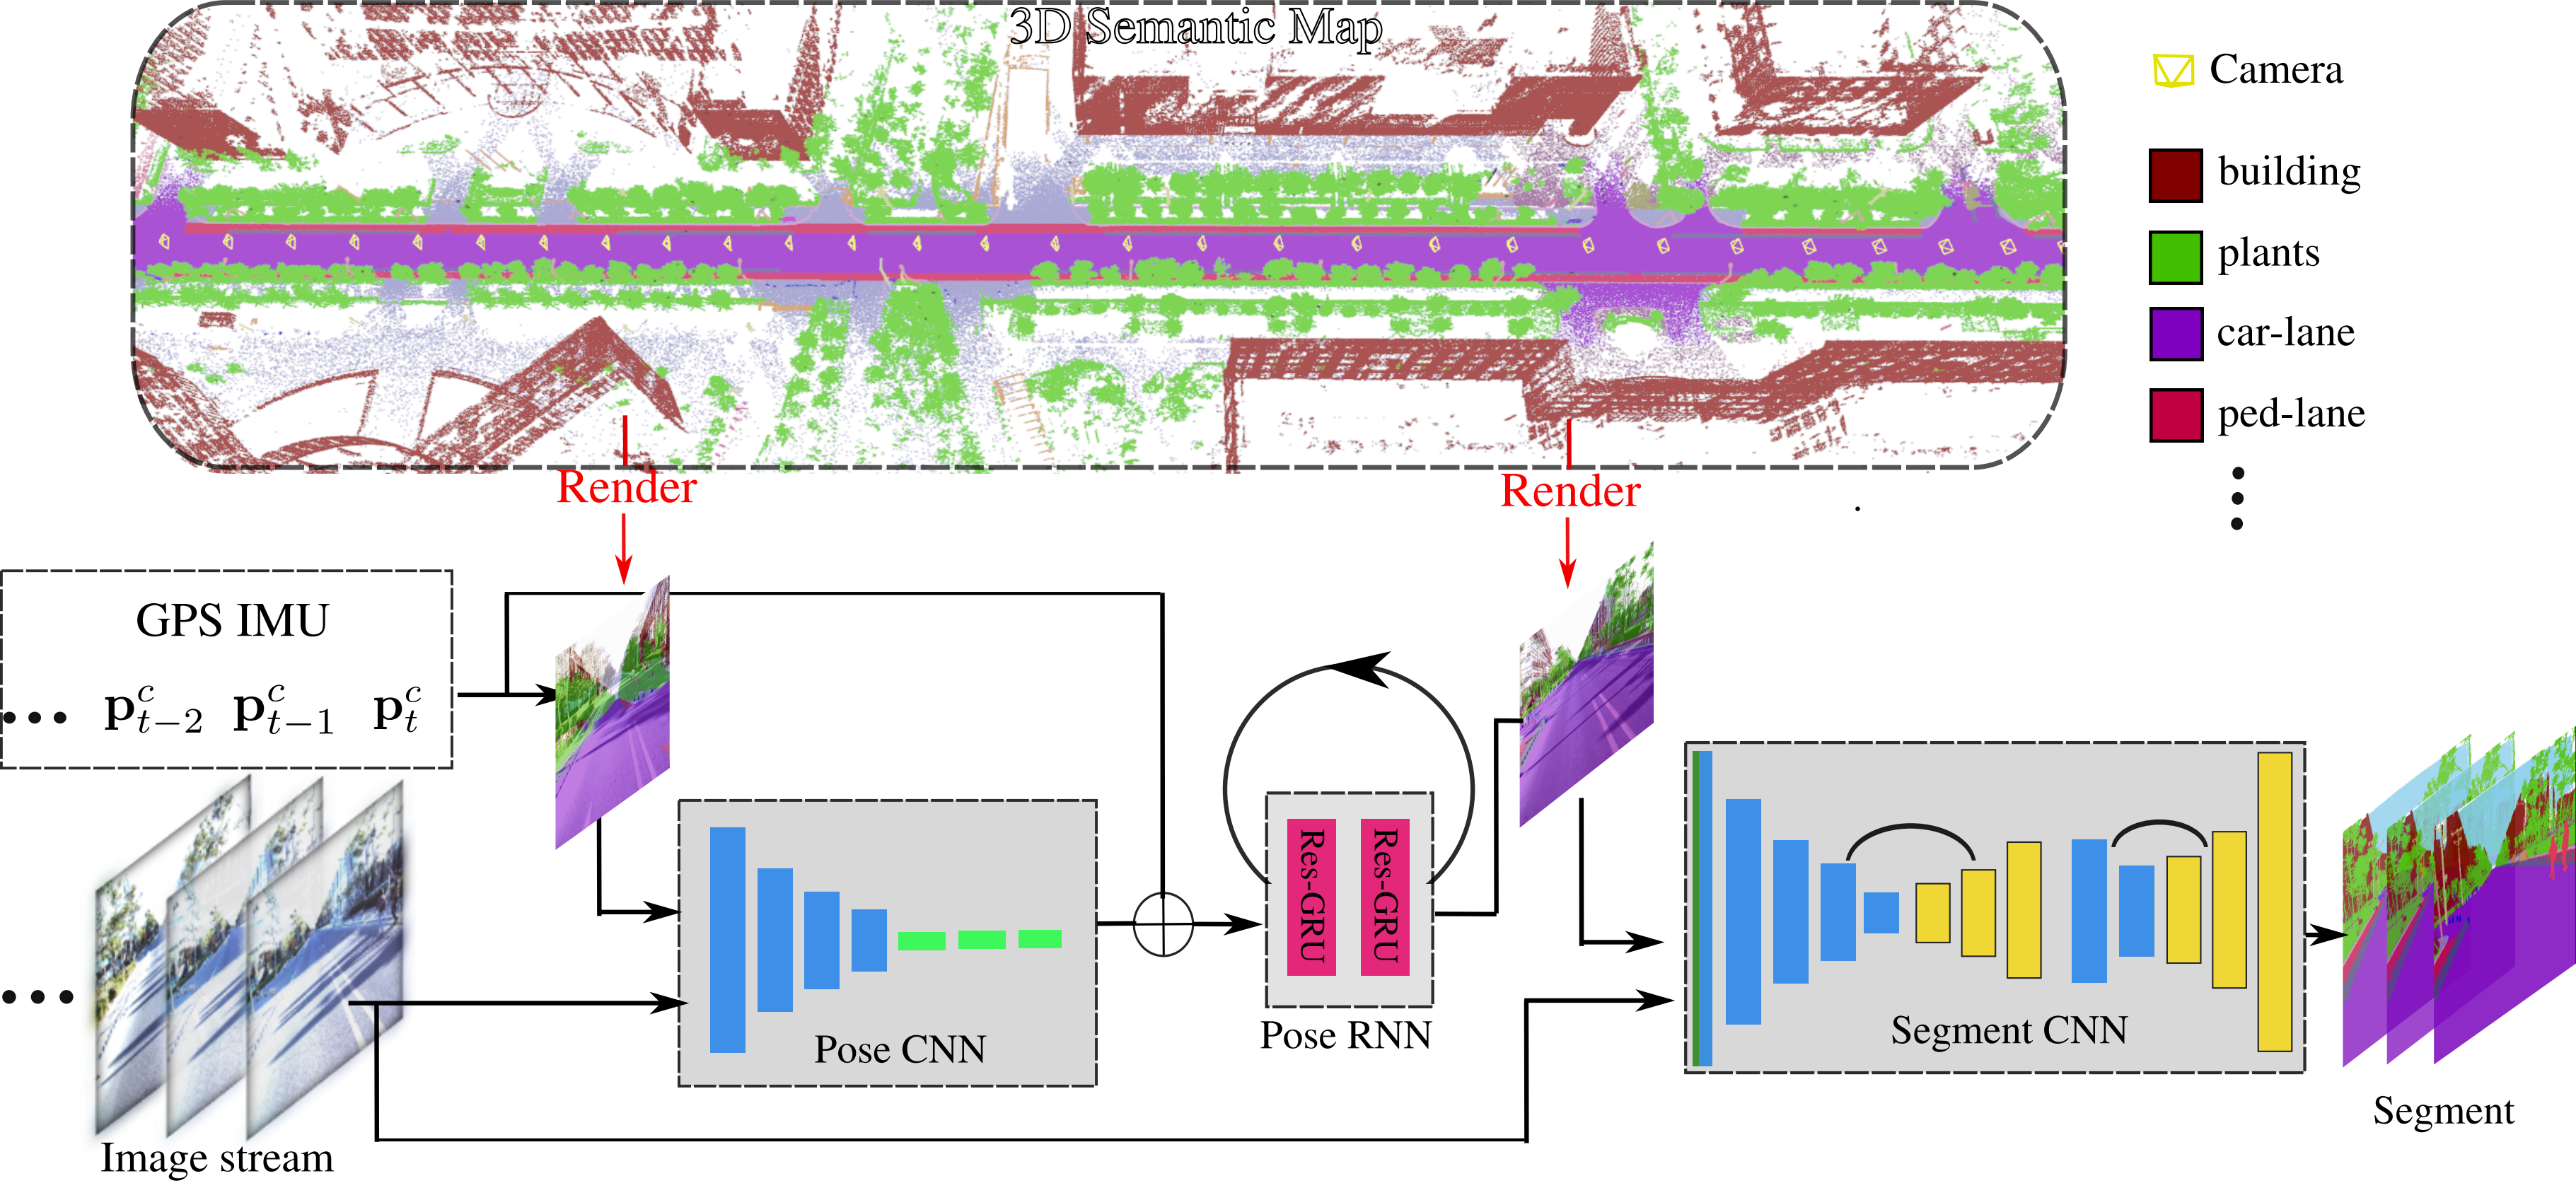 3D Semantic Map
Camera
building
plants
car-lane
ped-lane
Render
Render
GPS IMU
... p^c_{t-2} p^c_{t-1} p^c_t
Res-GRU
Res-GRU
Pose CNN
Pose RNN
Segment CNN
Segment
Image stream